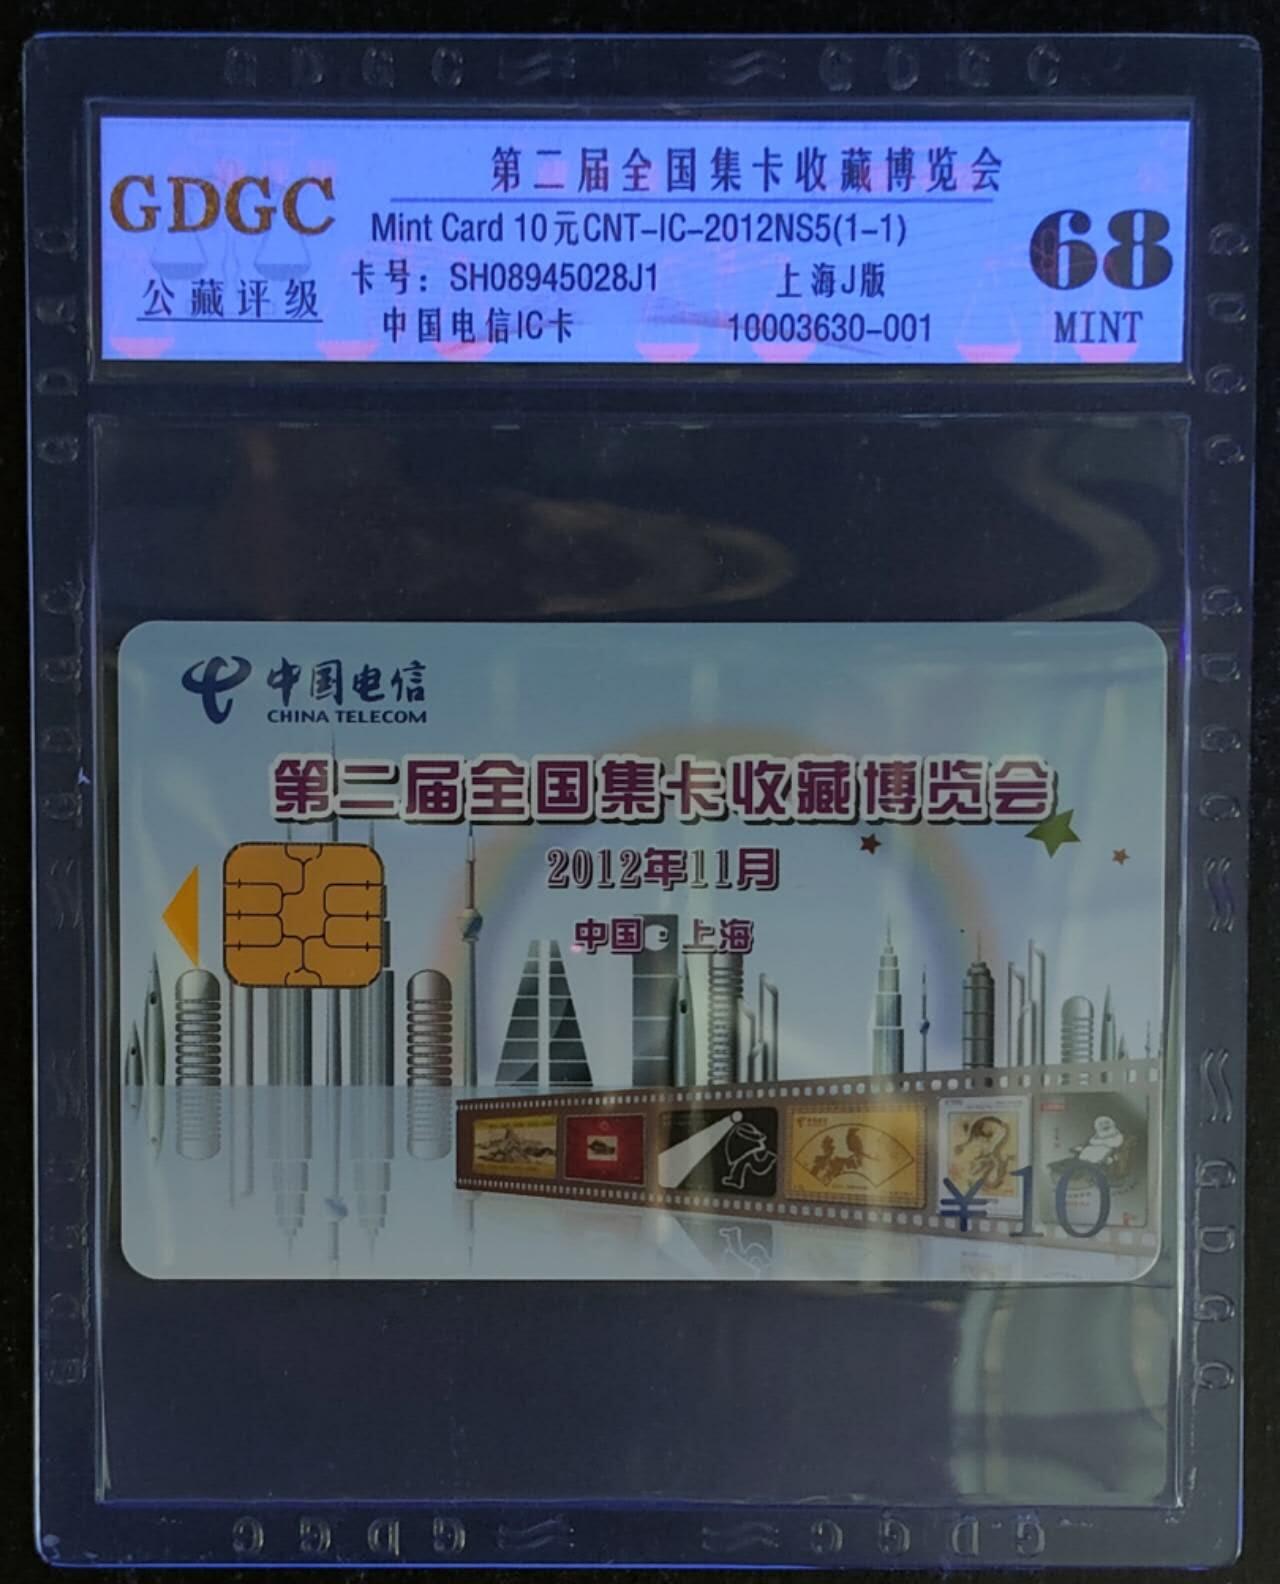 GDGC GDGC
第二届全国集卡收藏博览会
GDGC
Mint Card 10元CNT-IC-2012NS5(1-1)
68
公藏评级
卡号：SH08945028J1 上海J版
中国电信IC卡 10003630-001
MINT
中国电信
CHINA TELECOM
第二届全国集卡收藏博览会
2012年11月
中国·上海
¥10